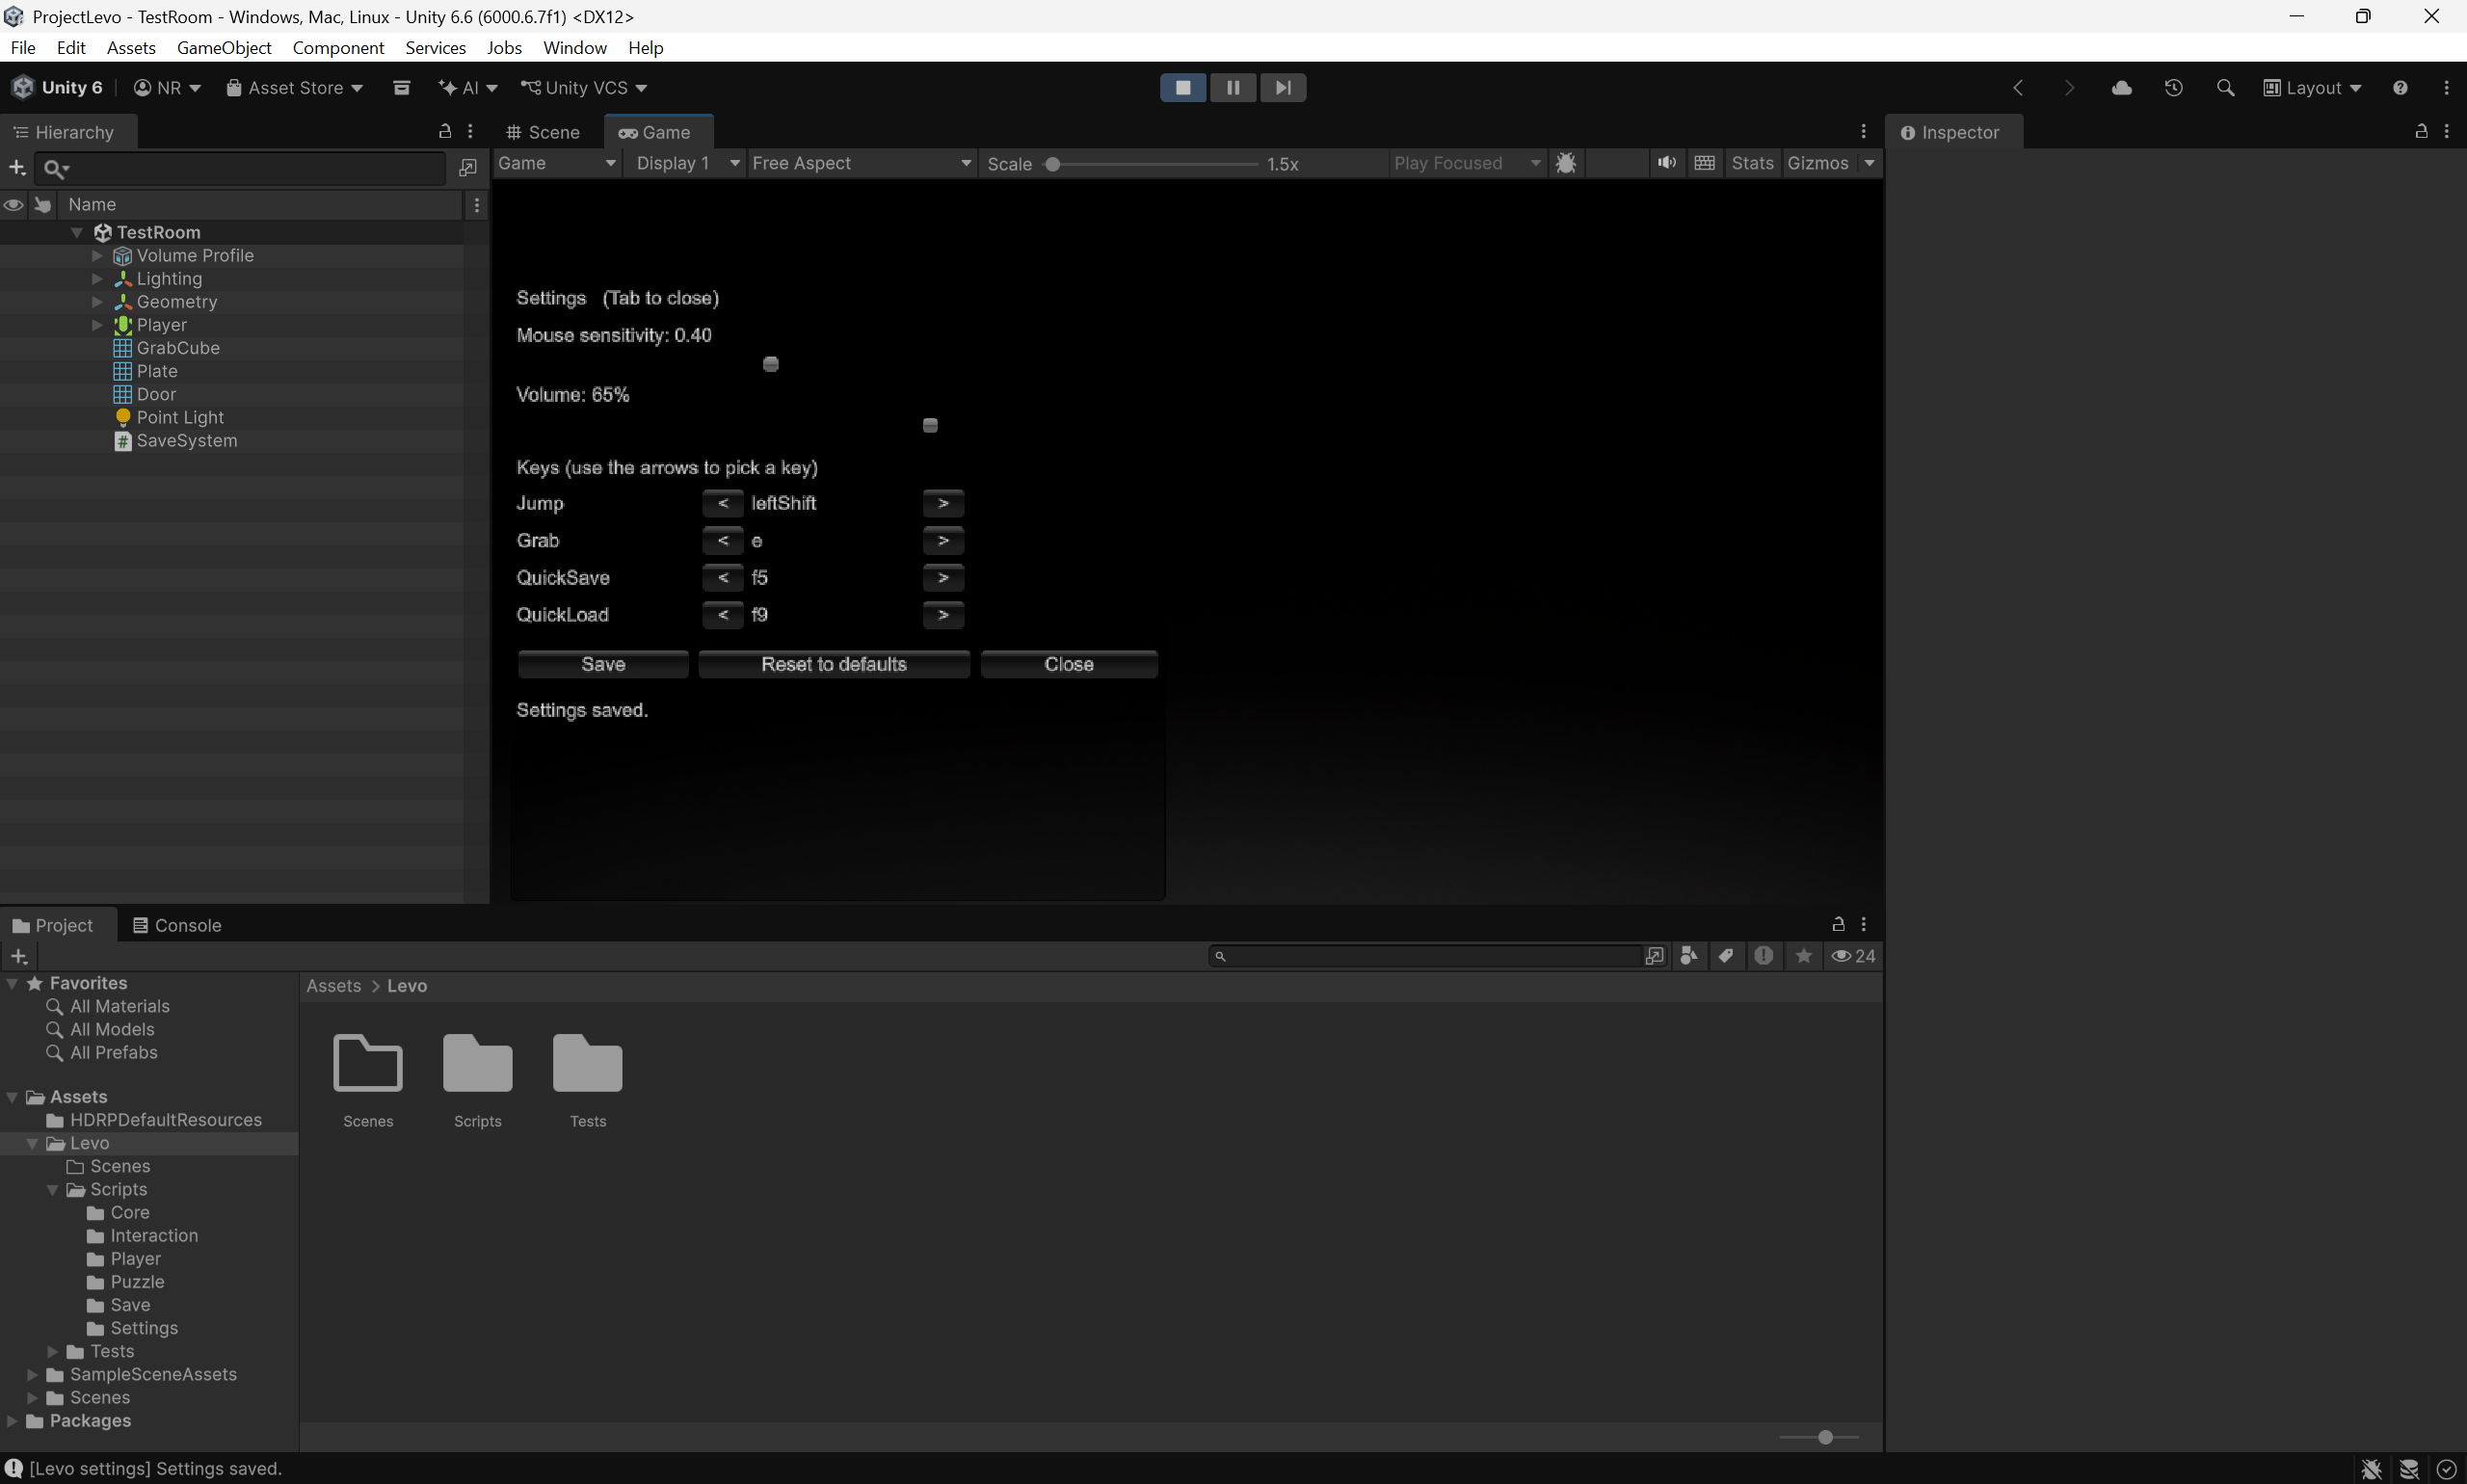 ProjectLevo - TestRoom - Windows, Mac, Linux - Unity 6.6 (6000.6.7f1) <DX12>
File Edit Assets GameObject Component Services Jobs Window Help
Unity 6 NR Asset Store AI Unity VCS Layout
Hierarchy
Scene Game
Inspector
Game Display 1 Free Aspect Scale 1.5x Play Focused Stats Gizmos
Name
TestRoom
Volume Profile
Lighting
Geometry
Player
GrabCube
Plate
Door
Point Light
SaveSystem
Settings (Tab to close)
Mouse sensitivity: 0.40
Volume: 65%
Keys (use the arrows to pick a key)
Jump < leftShift >
Grab < e >
QuickSave < f5 >
QuickLoad < f9 >
Save Reset to defaults Close
Settings saved.
Project Console
24
Favorites
All Materials
All Models
All Prefabs
Assets
HDRPDefaultResources
Levo
Scenes
Scripts
Core
Interaction
Player
Puzzle
Save
Settings
Tests
SampleSceneAssets
Scenes
Packages
Assets > Levo
Scenes Scripts Tests
[Levo settings] Settings saved.